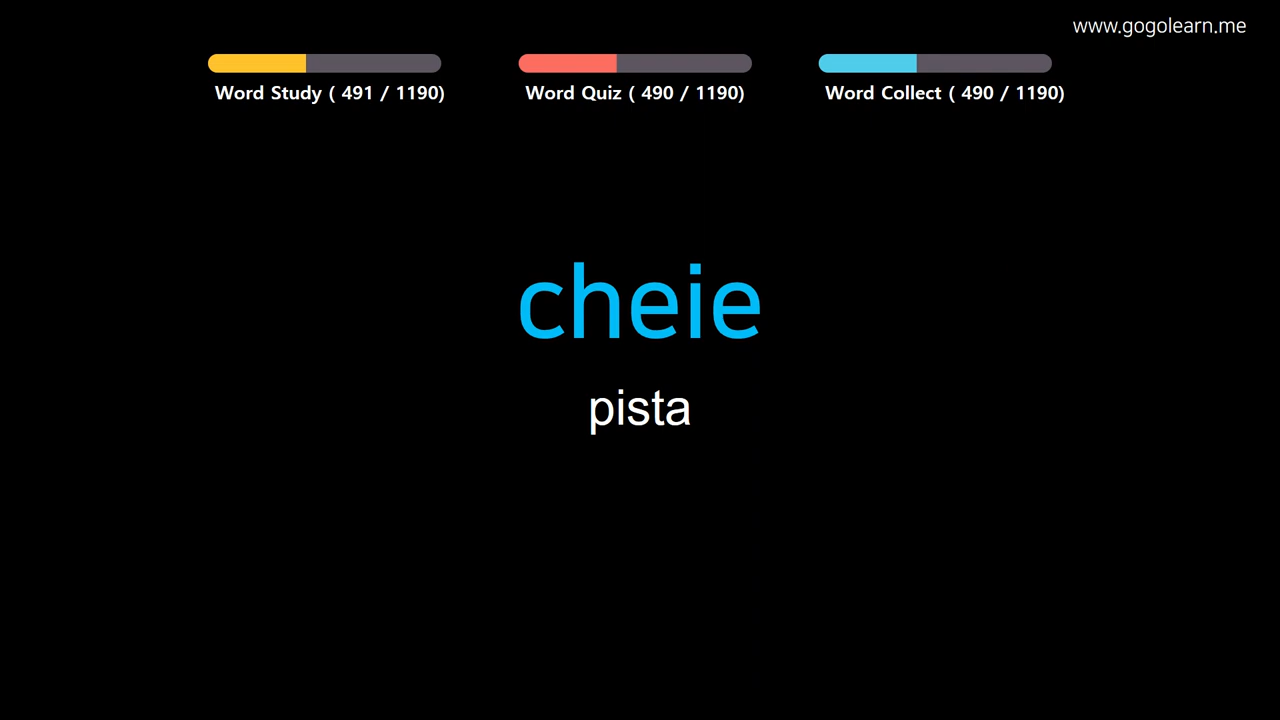 www.gogolearn.me
Word Study ( 491 / 1190)
Word Quiz ( 490 / 1190)
Word Collect ( 490 / 1190)
cheie
pista